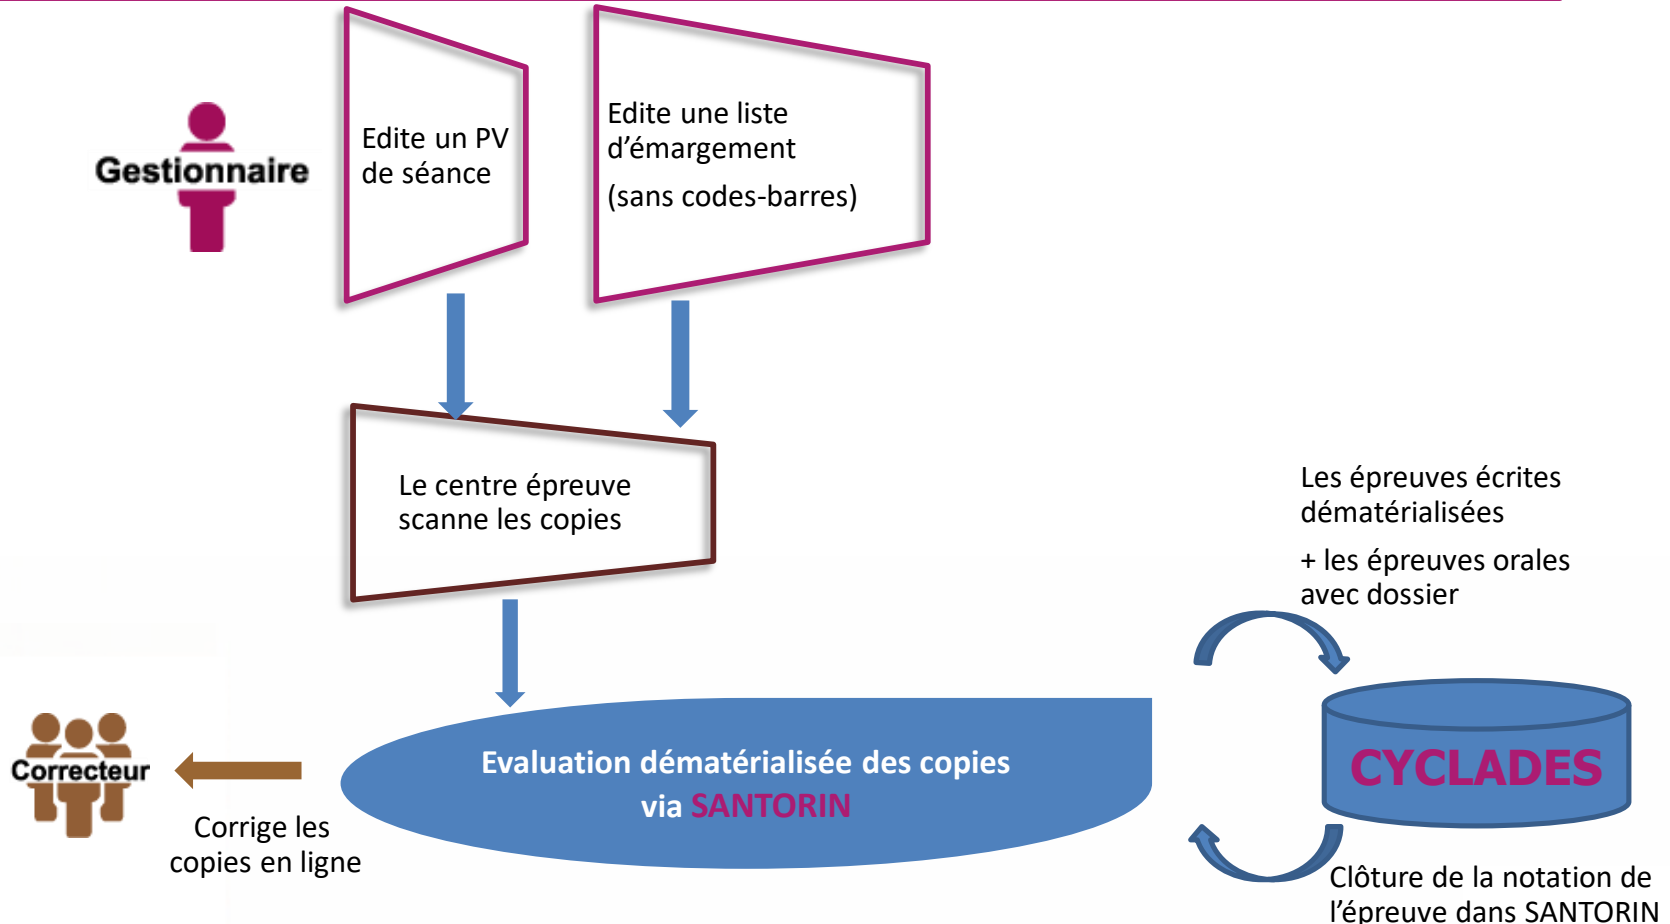 Gestionnaire
Edite un PV
de séance
Edite une liste
d’émargement
(sans codes-barres)
Le centre épreuve
scanne les copies
Les épreuves écrites
dématérialisées
+ les épreuves orales
avec dossier
Correcteur
Corrige les
copies en ligne
Evaluation dématérialisée des copies
via SANTORIN
CYCLADES
Clôture de la notation de
l’épreuve dans SANTORIN